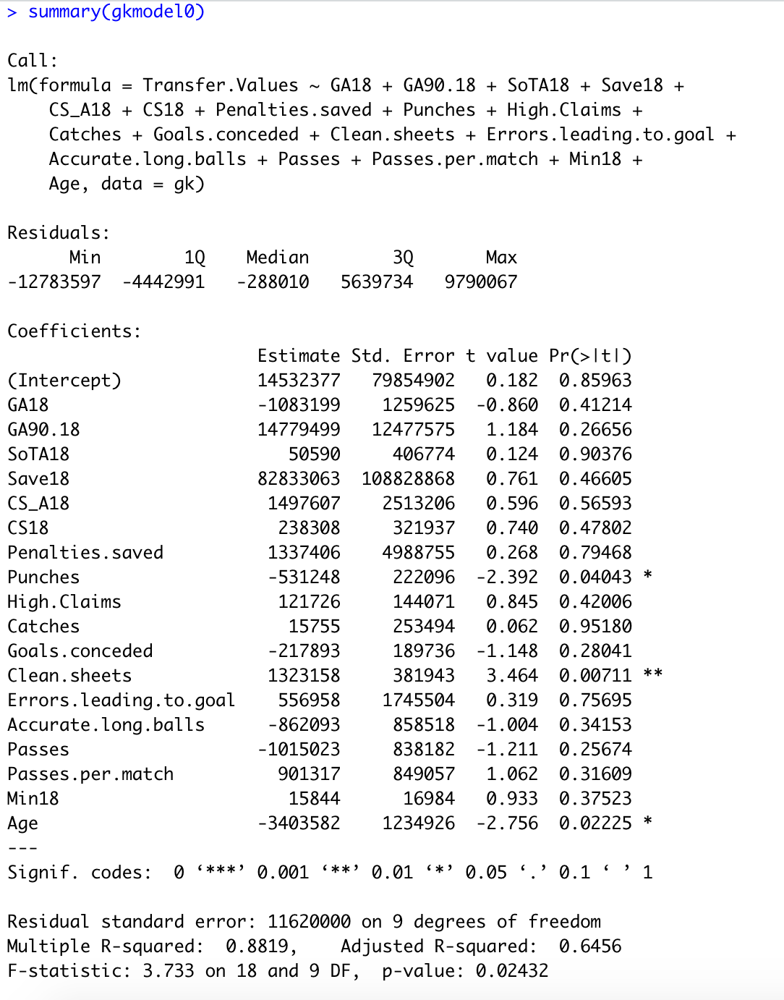 > summary(gkmodel0)
Call:
lm(formula = Transfer.Values ~ GA18 + GA90.18 + SoTA18 + Save18 +
    CS_A18 + CS18 + Penalties.saved + Punches + High.Claims +
    Catches + Goals.conceded + Clean.sheets + Errors.leading.to.goal +
    Accurate.long.balls + Passes + Passes.per.match + Min18 +
    Age, data = gk)
Residuals:
      Min        1Q    Median        3Q       Max
-12783597  -4442991   -288010   5639734   9790067
Coefficients:
                        Estimate Std. Error t value Pr(>|t|)
(Intercept)             14532377   79854902   0.182  0.85963
GA18                    -1083199    1259625  -0.860  0.41214
GA90.18                 14779499   12477575   1.184  0.26656
SoTA18                     50590     406774   0.124  0.90376
Save18                  82833063  108828868   0.761  0.46605
CS_A18                   1497607    2513206   0.596  0.56593
CS18                      238308     321937   0.740  0.47802
Penalties.saved          1337406    4988755   0.268  0.79468
Punches                  -531248     222096  -2.392  0.04043 *
High.Claims               121726     144071   0.845  0.42006
Catches                    15755     253494   0.062  0.95180
Goals.conceded           -217893     189736  -1.148  0.28041
Clean.sheets             1323158     381943   3.464  0.00711 **
Errors.leading.to.goal    556958    1745504   0.319  0.75695
Accurate.long.balls      -862093     858518  -1.004  0.34153
Passes                  -1015023     838182  -1.211  0.25674
Passes.per.match          901317     849057   1.062  0.31609
Min18                      15844      16984   0.933  0.37523
Age                     -3403582    1234926  -2.756  0.02225 *
---
Signif. codes:  0 ‘***’ 0.001 ‘**’ 0.01 ‘*’ 0.05 ‘.’ 0.1 ‘ ’ 1
Residual standard error: 11620000 on 9 degrees of freedom
Multiple R-squared:  0.8819,    Adjusted R-squared:  0.6456
F-statistic: 3.733 on 18 and 9 DF,  p-value: 0.02432